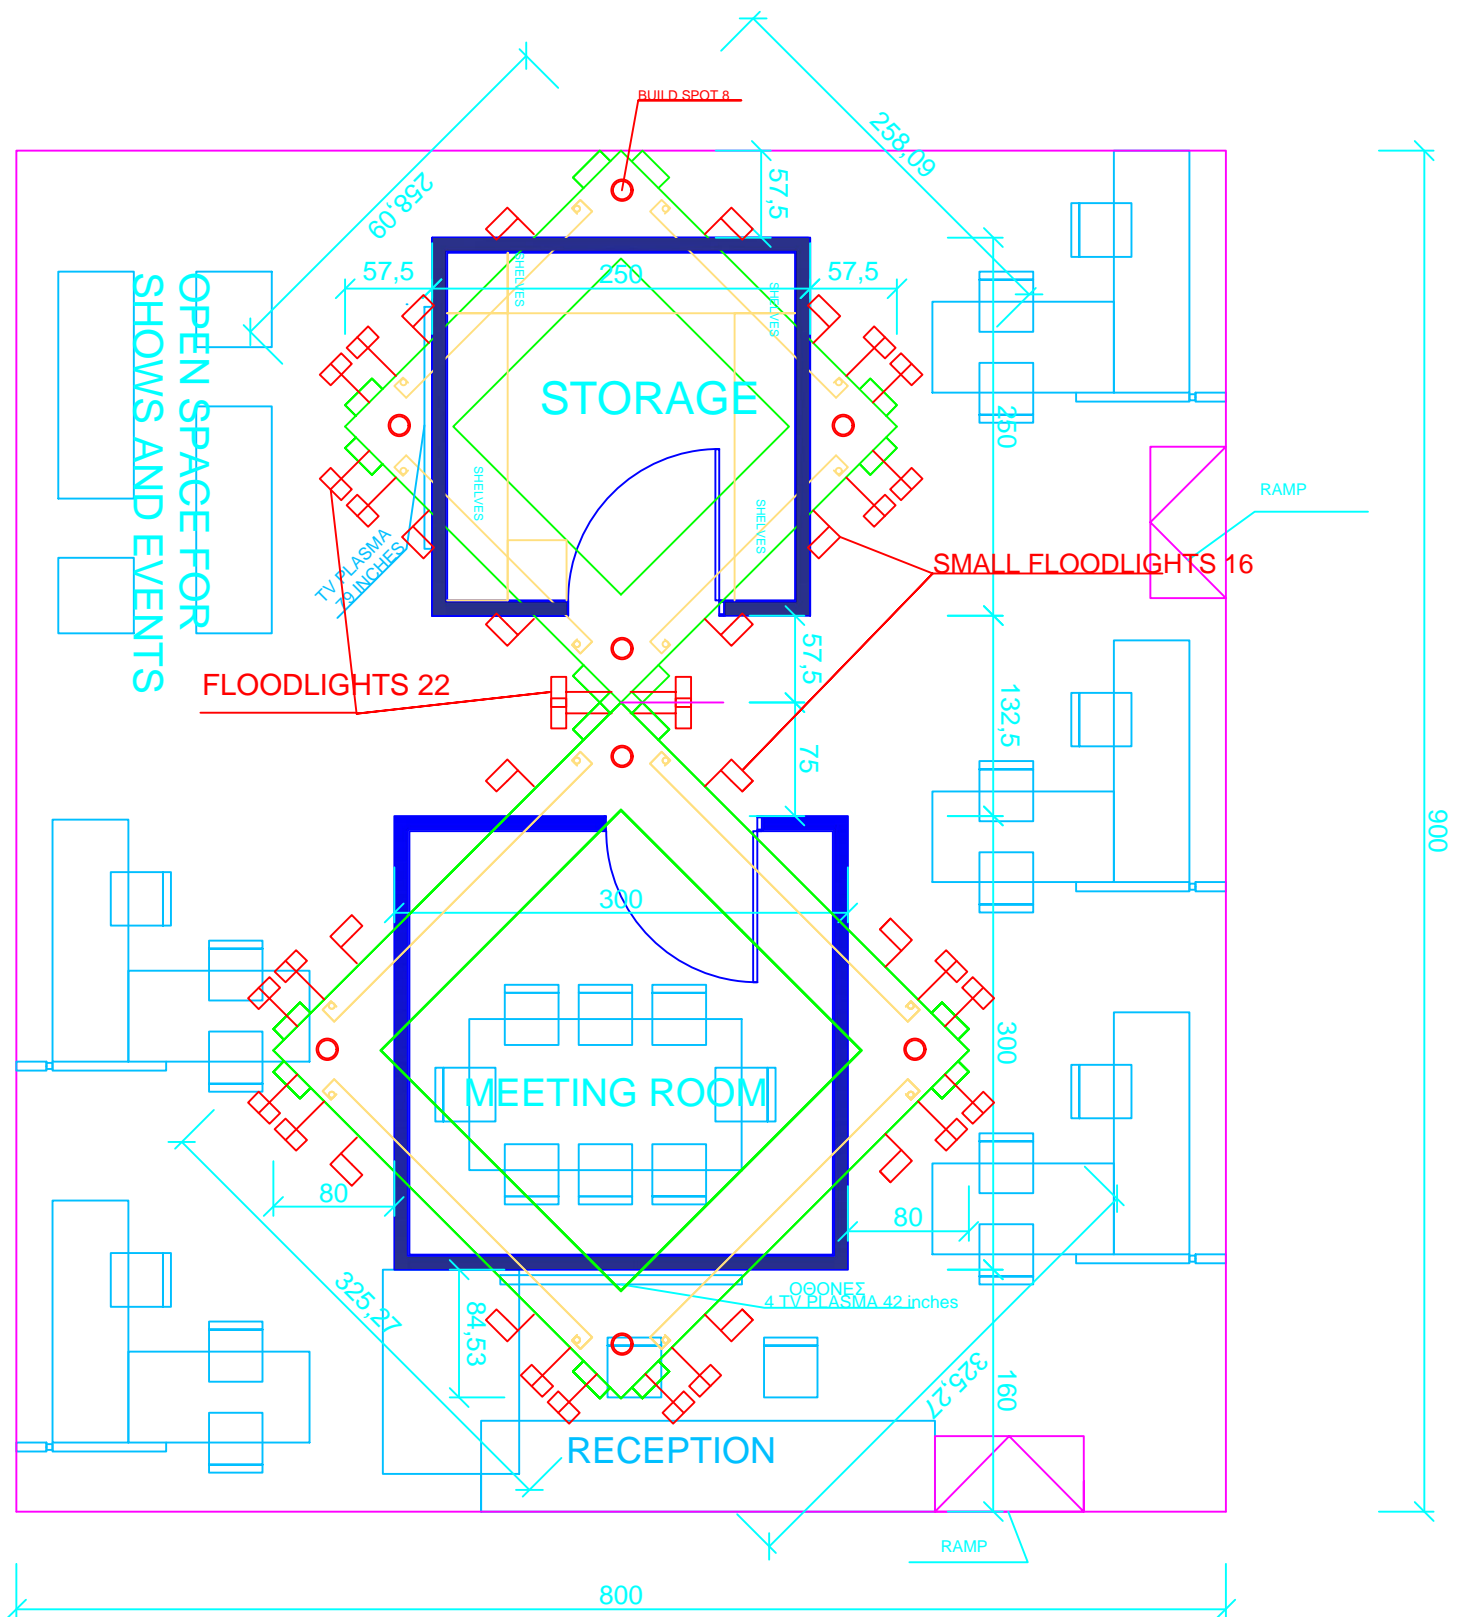 BUILD SPOT 8
258,09
258,09
57,5
57,5
250
57,5
OPEN SPACE FOR
SHOWS AND EVENTS
SHELVES
SHELVES
STORAGE
250
SHELVES
SHELVES
RAMP
TV PLASMA
79 INCHES
SMALL FLOODLIGHTS 16
57,5
FLOODLIGHTS 22
132,5
75
900
300
300
MEETING ROOM
80
80
ΟΘΟΝΕΣ
4 TV PLASMA 42 inches
325,27
84,53
325,27
160
RECEPTION
RAMP
800